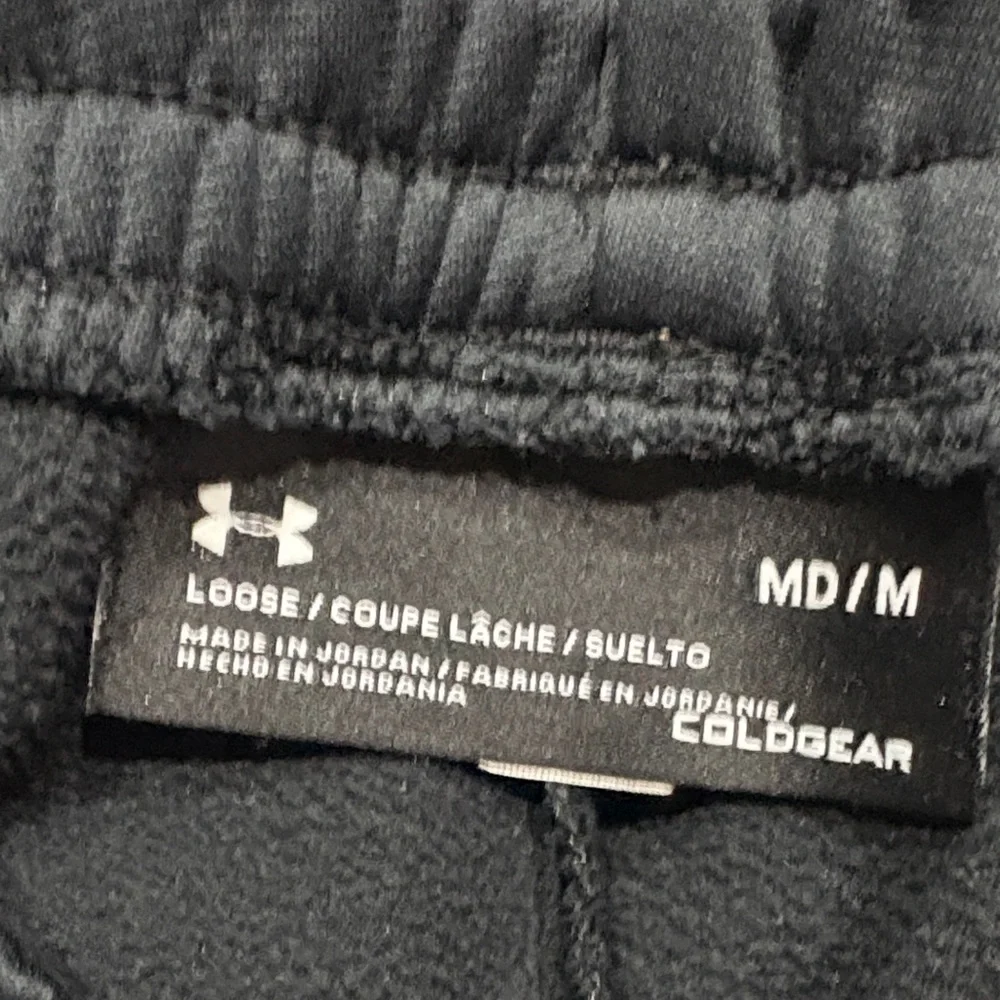 MD/M
LOOSE / COUPE LÂCHE / SUELTO
MADE IN JORDAN / FABRIQUÉ EN JORDANIE /
HECHO EN JORDANIA
COLDGEAR